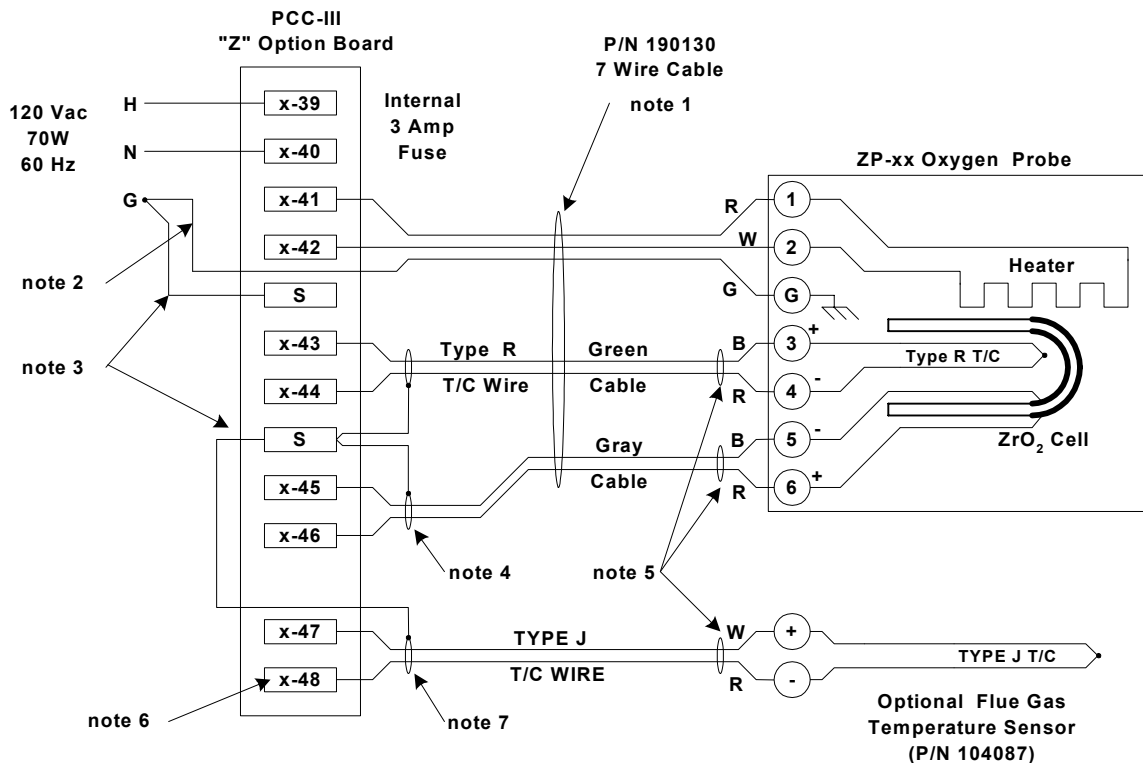 PCC-III
"Z" Option Board
P/N 190130
7 Wire Cable
note 1
120 Vac
70W
60 Hz
H
N
G
x-39
x-40
x-41
x-42
S
x-43
x-44
S
x-45
x-46
x-47
x-48
Internal
3 Amp
Fuse
note 2
note 3
Type R
T/C Wire
Green
Cable
Gray
Cable
note 4
note 5
TYPE J
T/C WIRE
note 6
note 7
ZP-xx Oxygen Probe
R
1
W
2
G
G
B
3
+
R
4
-
B
5
-
R
6
+
Heater
Type R T/C
ZrO2 Cell
W
+
R
-
TYPE J T/C
Optional Flue Gas
Temperature Sensor
(P/N 104087)